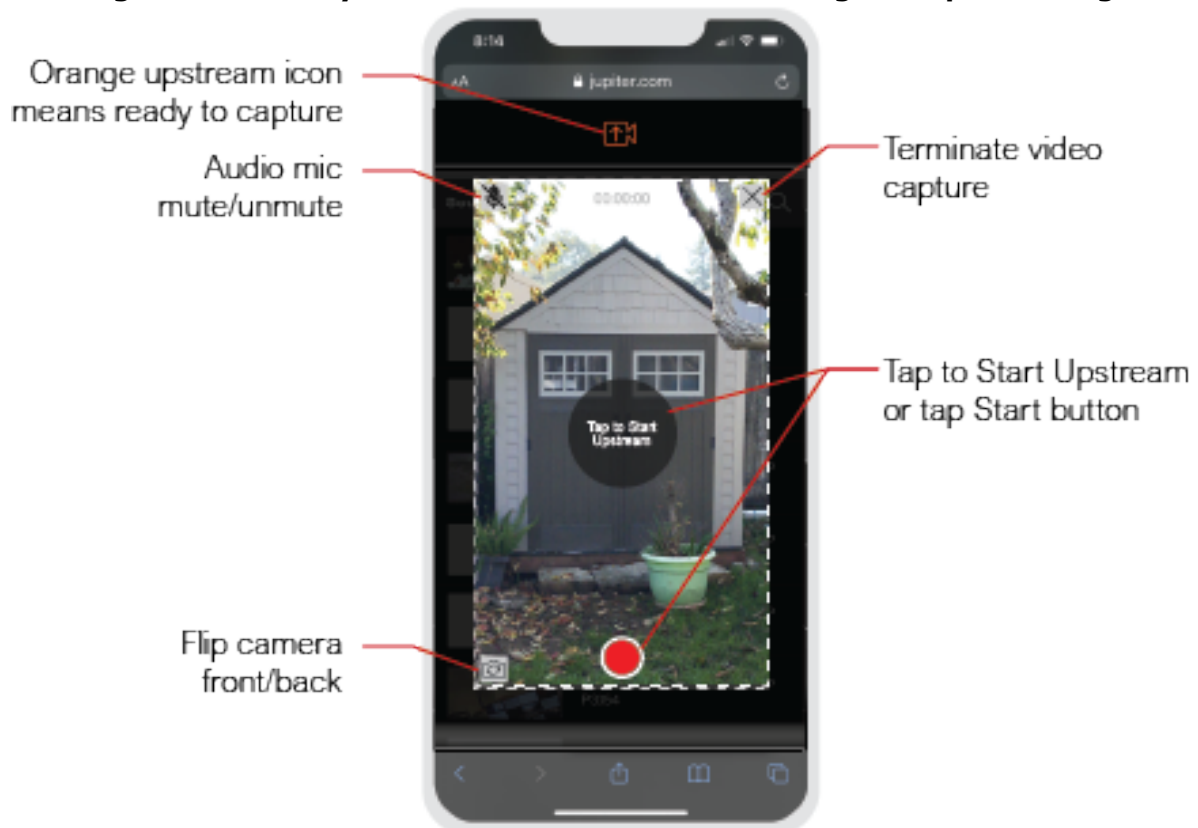 8:14
AA
jupiter.com
Orange upstream icon
means ready to capture
Audio mic
mute/unmute
Terminate video
capture
00:00:00
Tap to Start
Upstream
Tap to Start Upstream
or tap Start button
Flip camera
front/back